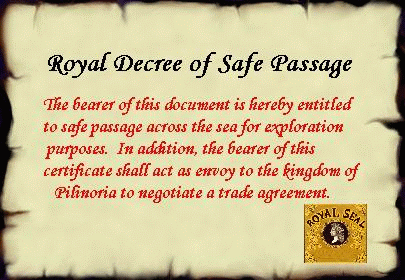 Royal Decree of Safe Passage
The bearer of this document is hereby entitled
to safe passage across the sea for exploration
purposes. In addition, the bearer of this
certificate shall act as envoy to the kingdom of
Pilinoria to negotiate a trade agreement.
ROYAL SEAL